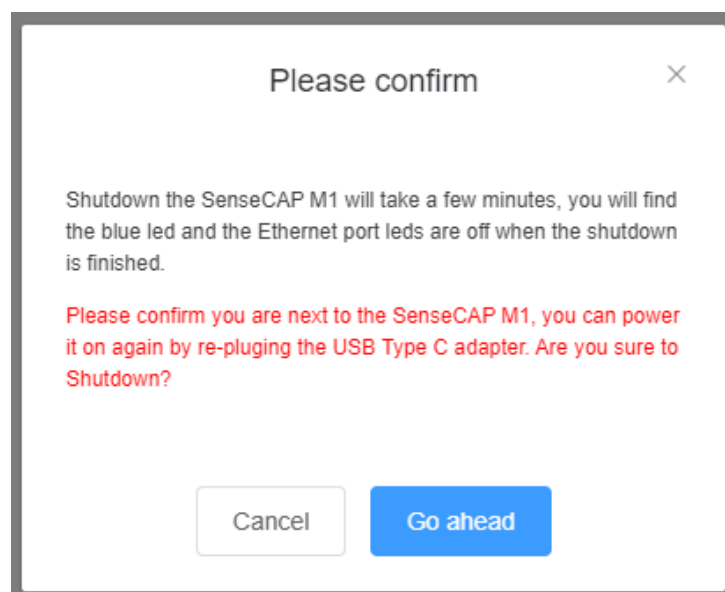 Please confirm
Shutdown the SenseCAP M1 will take a few minutes, you will find
the blue led and the Ethernet port leds are off when the shutdown
is finished.
Please confirm you are next to the SenseCAP M1, you can power
it on again by re-pluging the USB Type C adapter. Are you sure to
Shutdown?
Cancel
Go ahead